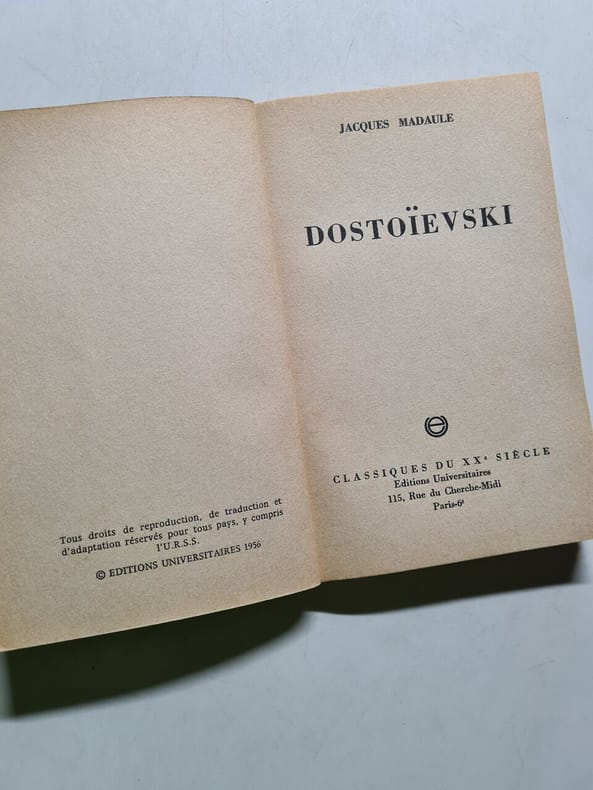 Tous droits de reproduction, de traduction et
d'adaptation réservés pour tous pays, y compris
l'U.R.S.S.
© EDITIONS UNIVERSITAIRES 1956
JACQUES MADAULE
DOSTOÏEVSKI
CLASSIQUES DU XXᵉ SIÈCLE
Editions Universitaires
115, Rue du Cherche-Midi
Paris-6ᵉ